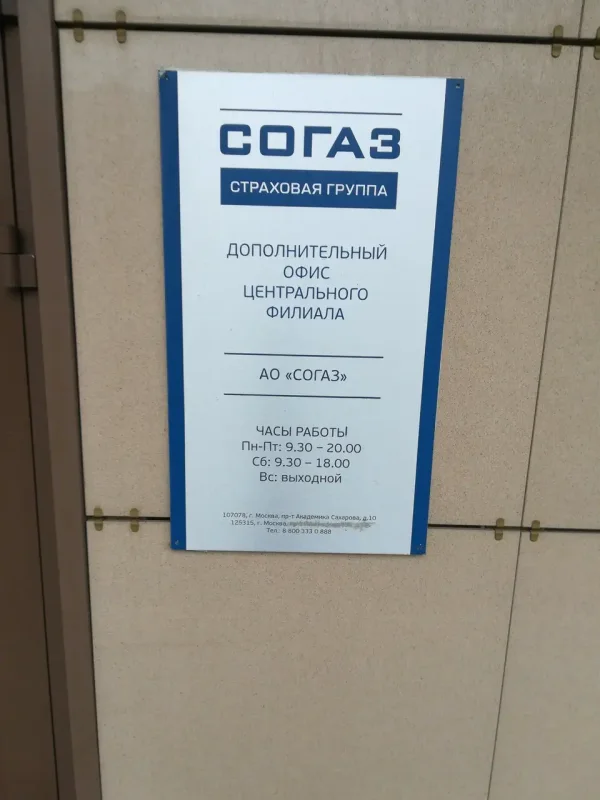 СОГАЗ
СТРАХОВАЯ ГРУППА
ДОПОЛНИТЕЛЬНЫЙ
ОФИС
ЦЕНТРАЛЬНОГО
ФИЛИАЛА
АО «СОГАЗ»
ЧАСЫ РАБОТЫ
Пн-Пт: 9.30 – 20.00
Сб: 9.30 – 18.00
Вс: выходной
107078, г. Москва, пр-т Академика Сахарова, д.10
125315, г. Москва,
Тел. 8 800 333 0 888